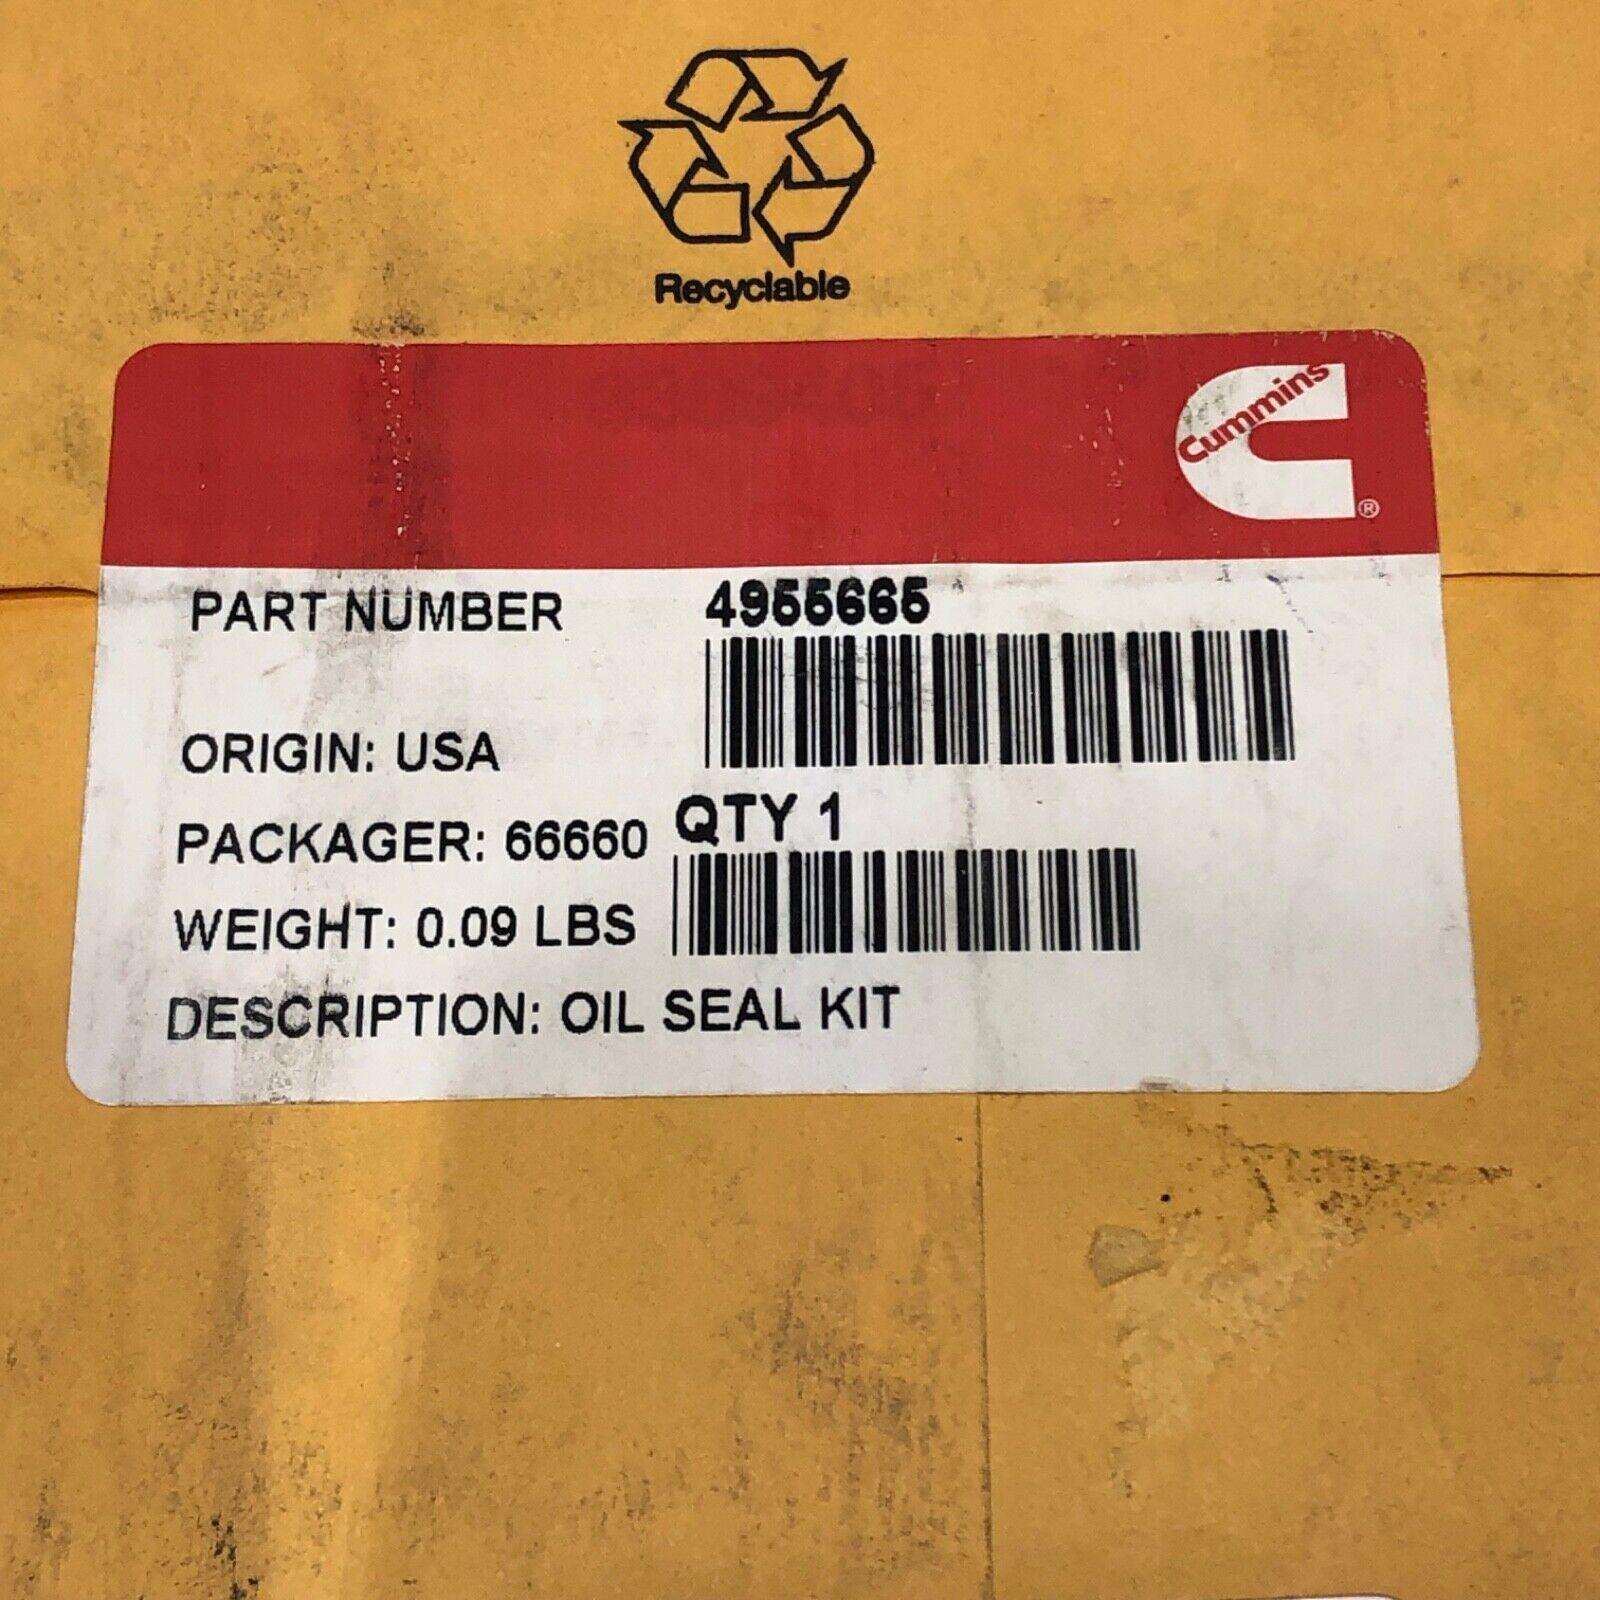 Recyclable
Cummins
®
PART NUMBER 4955665
ORIGIN: USA
PACKAGER: 66660 QTY 1
WEIGHT: 0.09 LBS
DESCRIPTION: OIL SEAL KIT